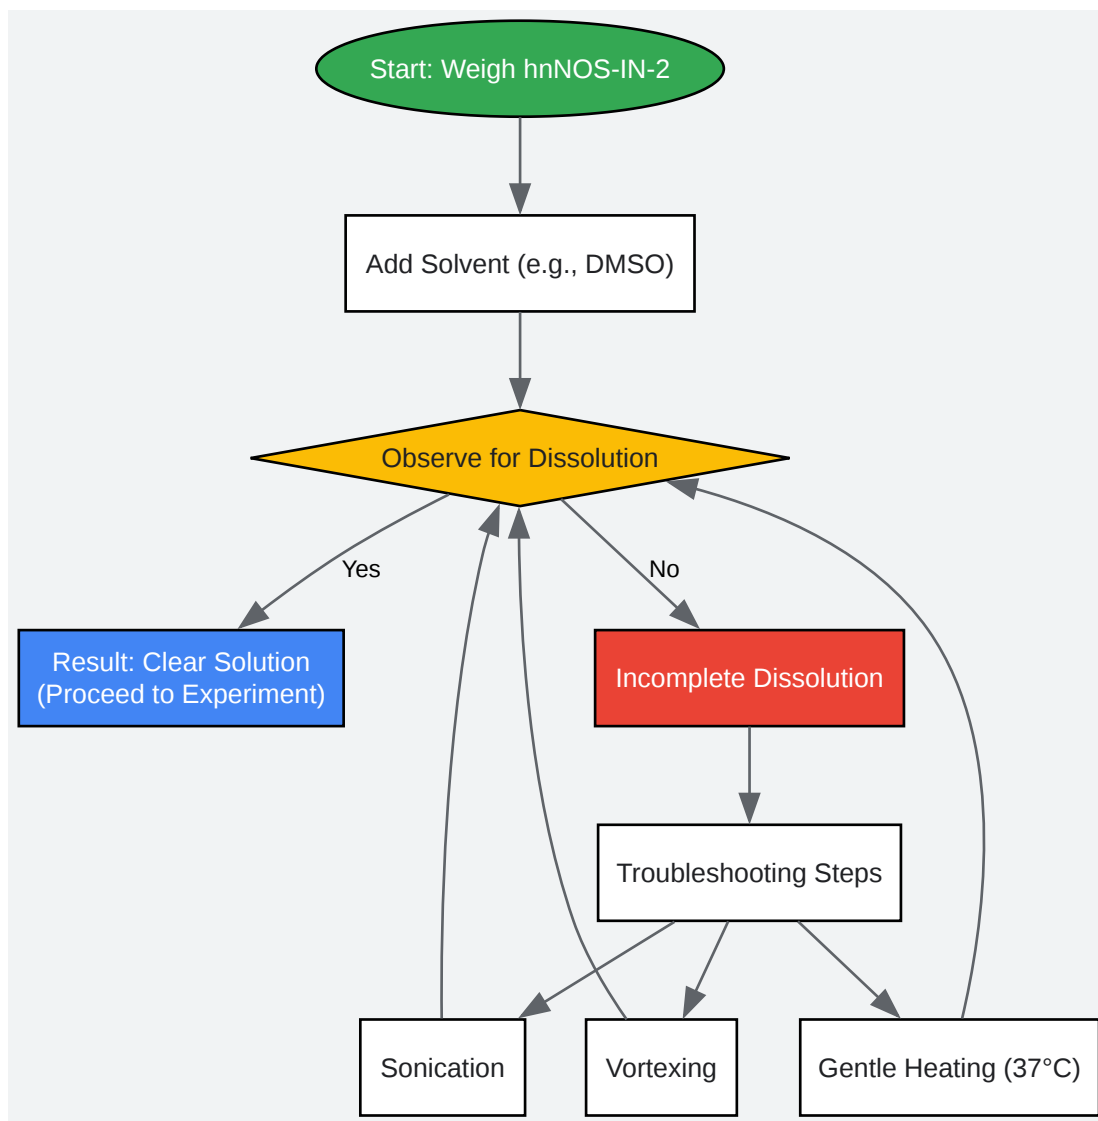 Start: Weigh hnNOS-IN-2
Add Solvent (e.g., DMSO)
Observe for Dissolution
Yes
No
Result: Clear Solution
(Proceed to Experiment)
Incomplete Dissolution
Troubleshooting Steps
Sonication
Vortexing
Gentle Heating (37°C)